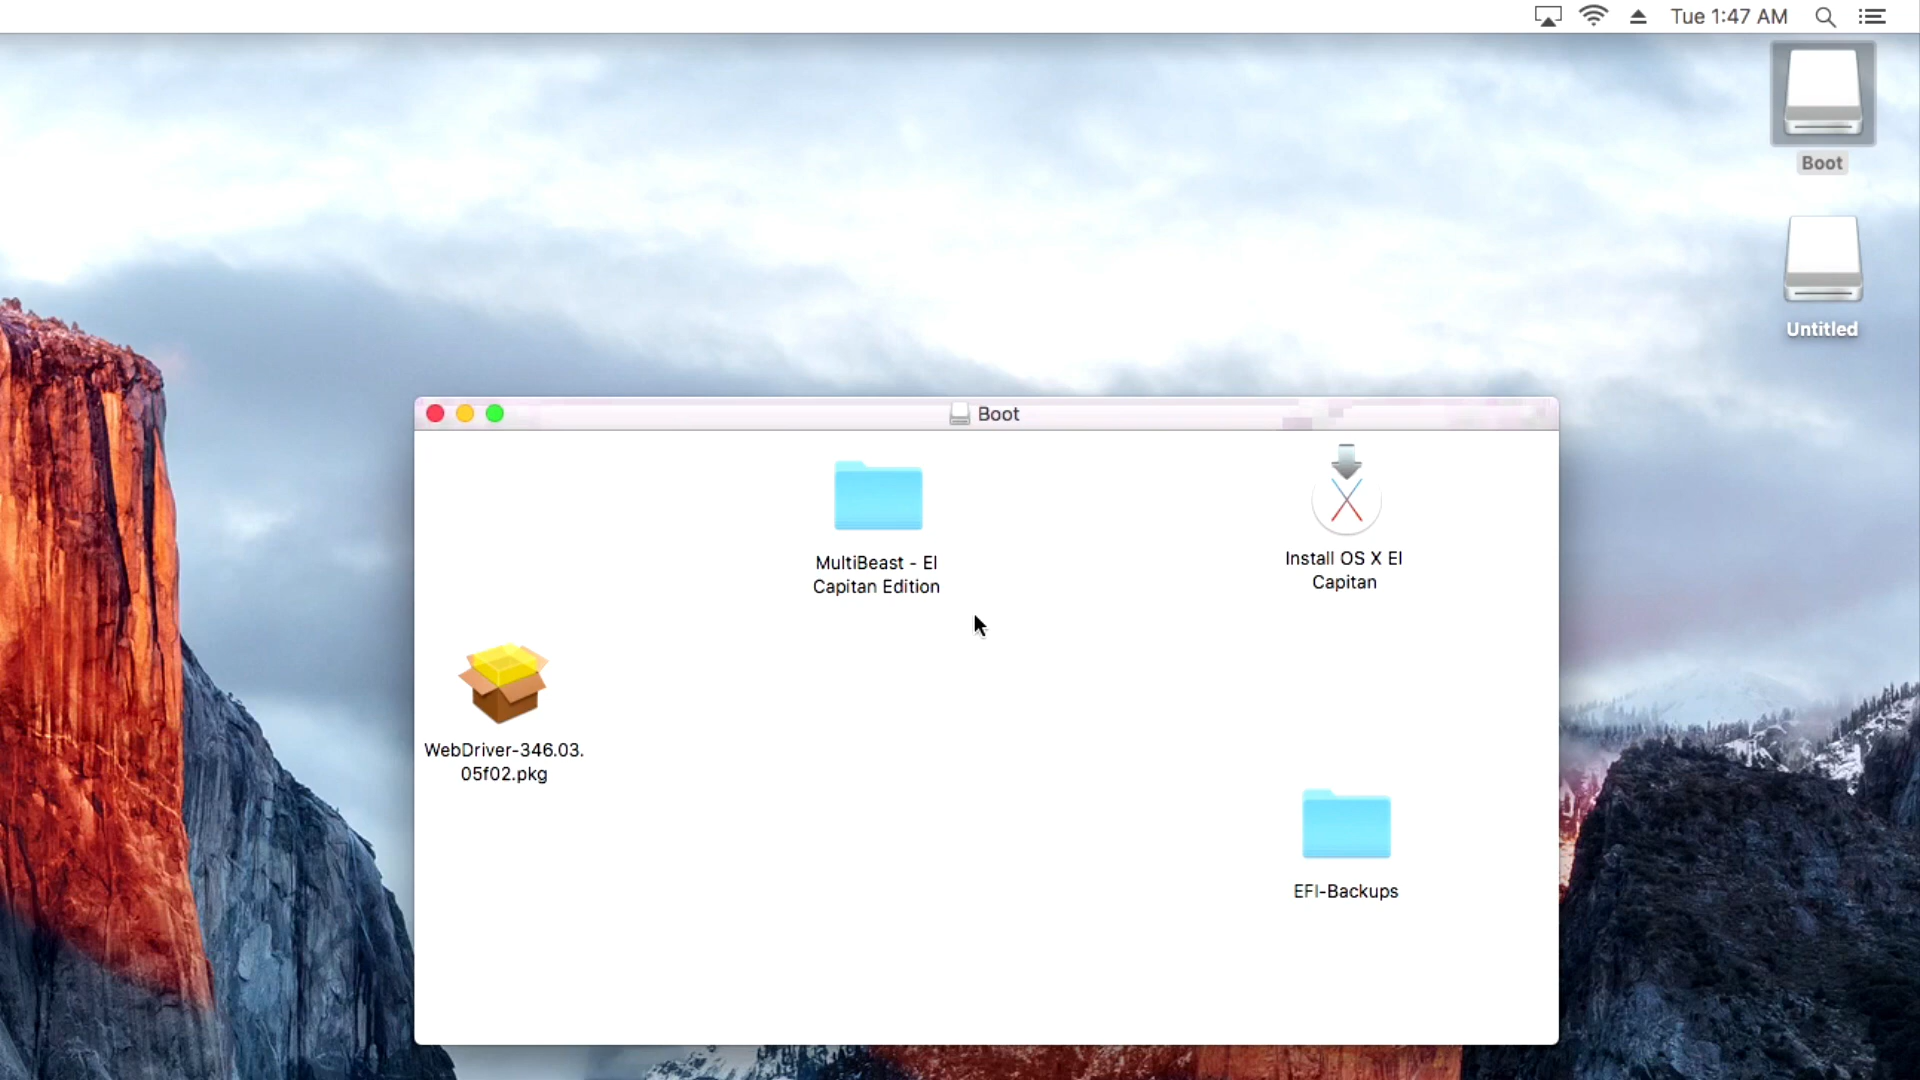 Tue 1:47 AM
Boot
Untitled
Boot
MultiBeast - El
Capitan Edition
Install OS X El
Capitan
WebDriver-346.03.
05f02.pkg
EFI-Backups